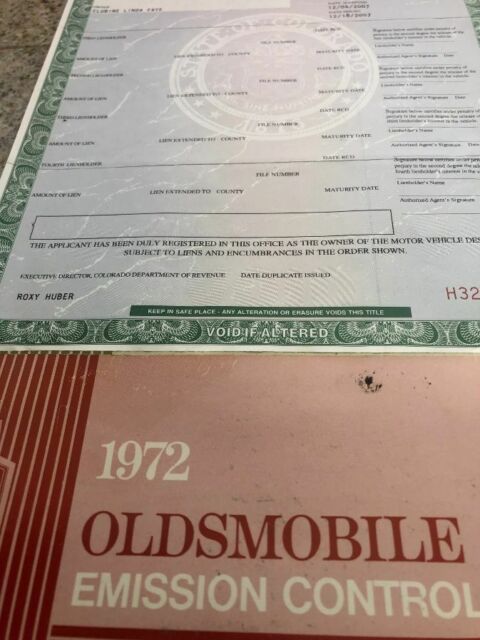 12/18/2007
FIRST LIENHOLDER
FILE NUMBER
DATE RCD
AMOUNT OF LIEN
LIEN EXTENDED TO COUNTY
MATURITY DATE
Lienholder's Name
Authorized Agent's Signature Date
SECOND LIENHOLDER
FILE NUMBER
DATE RCD
AMOUNT OF LIEN
LIEN EXTENDED TO COUNTY
MATURITY DATE
Lienholder's Name
Authorized Agent's Signature Date
THIRD LIENHOLDER
FILE NUMBER
DATE RCD
AMOUNT OF LIEN
LIEN EXTENDED TO COUNTY
MATURITY DATE
Lienholder's Name
Authorized Agent's Signature Date
FOURTH LIENHOLDER
FILE NUMBER
DATE RCD
AMOUNT OF LIEN
LIEN EXTENDED TO COUNTY
MATURITY DATE
Lienholder's Name
Authorized Agent's Signature
THE APPLICANT HAS BEEN DULY REGISTERED IN THIS OFFICE AS THE OWNER OF THE MOTOR VEHICLE DES
SUBJECT TO LIENS AND ENCUMBRANCES IN THE ORDER SHOWN.
EXECUTIVE DIRECTOR, COLORADO DEPARTMENT OF REVENUE DATE DUPLICATE ISSUED
ROXY HUBER
H32
KEEP IN SAFE PLACE - ANY ALTERATION OR ERASURE VOIDS THIS TITLE
VOID IF ALTERED
1972
OLDSMOBILE
EMISSION CONTROL